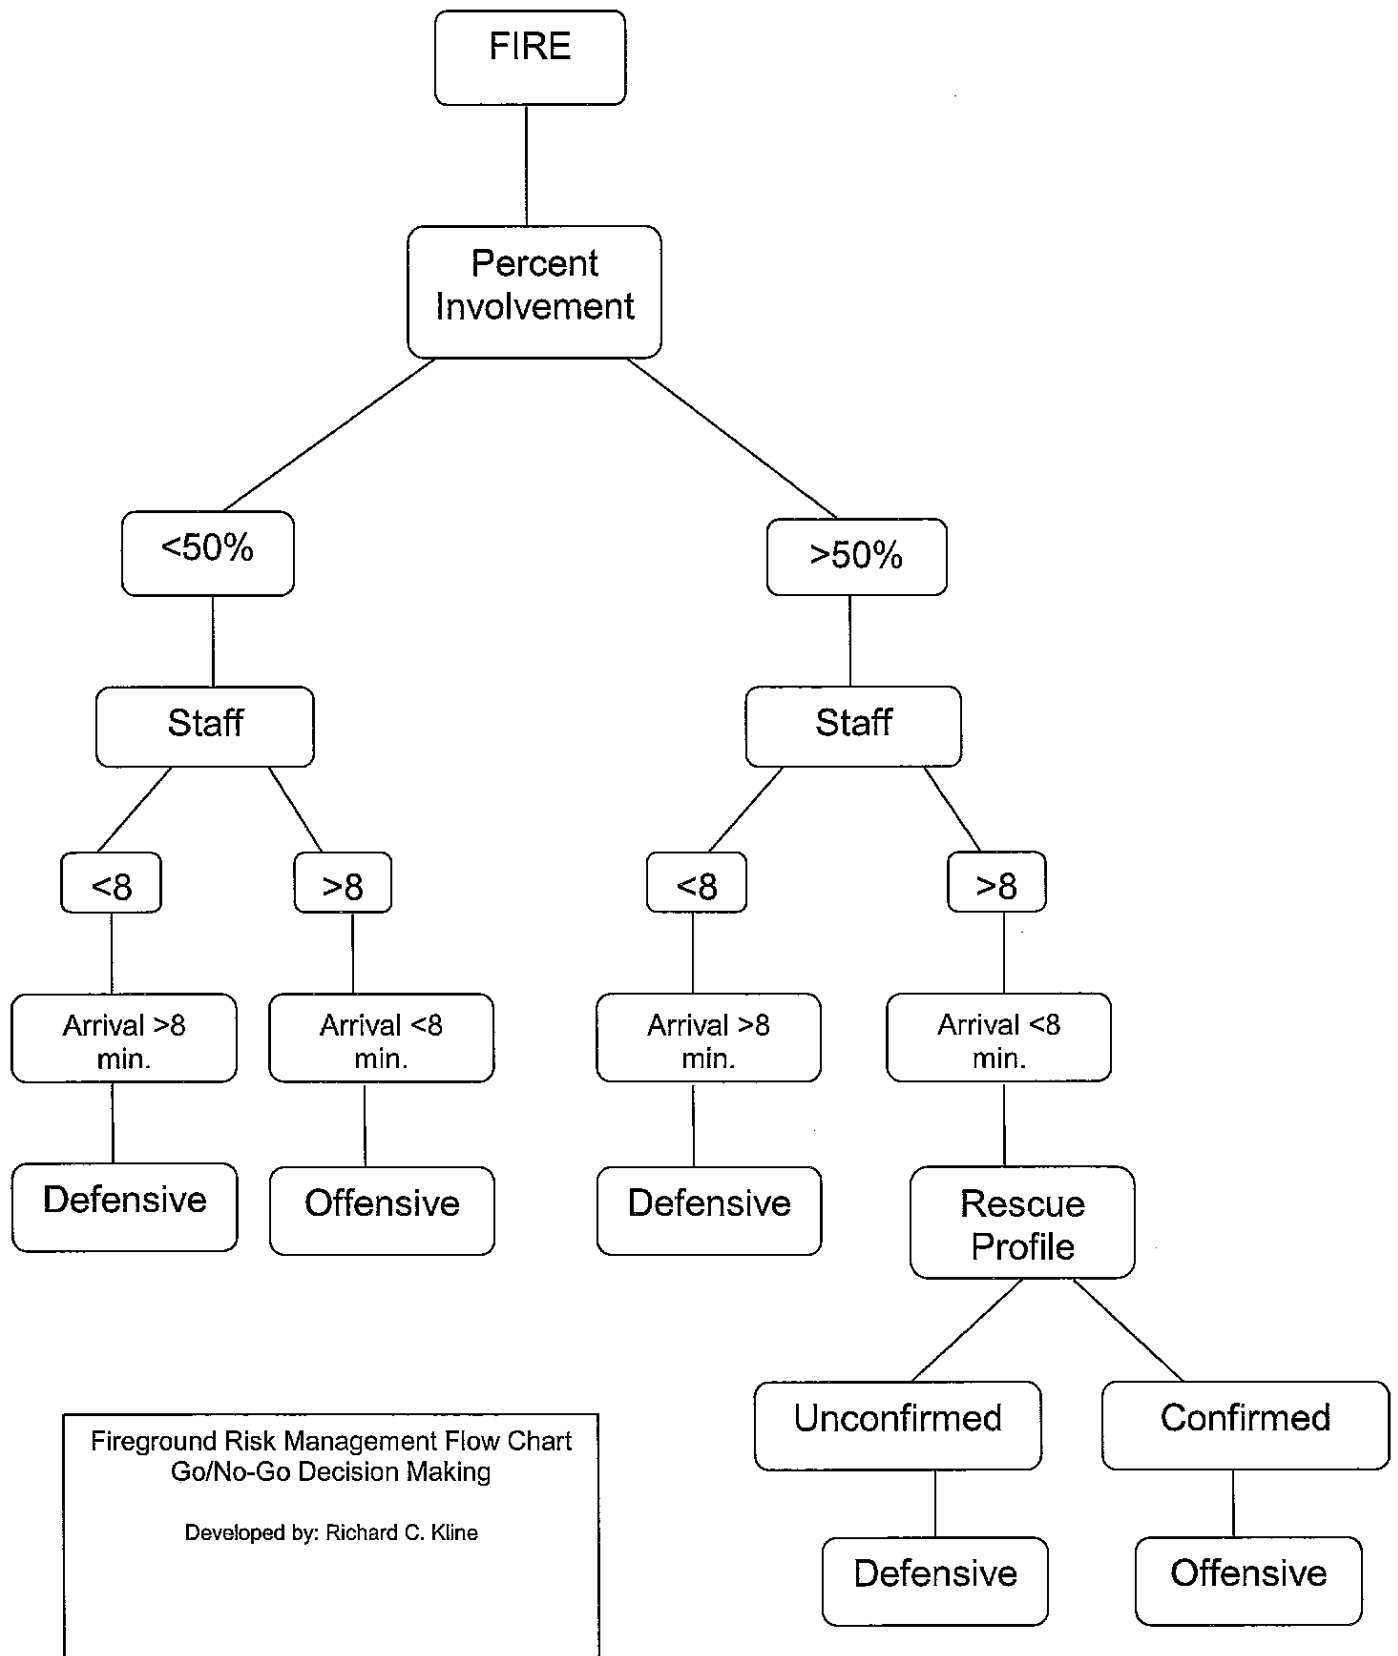 FIRE
Percent
Involvement
<50%
>50%
Staff
Staff
<8
>8
<8
>8
Arrival >8
min.
Arrival <8
min.
Arrival >8
min.
Arrival <8
min.
Defensive
Offensive
Defensive
Rescue
Profile
Unconfirmed
Confirmed
Defensive
Offensive
Fireground Risk Management Flow Chart
Go/No-Go Decision Making
Developed by: Richard C. Kline